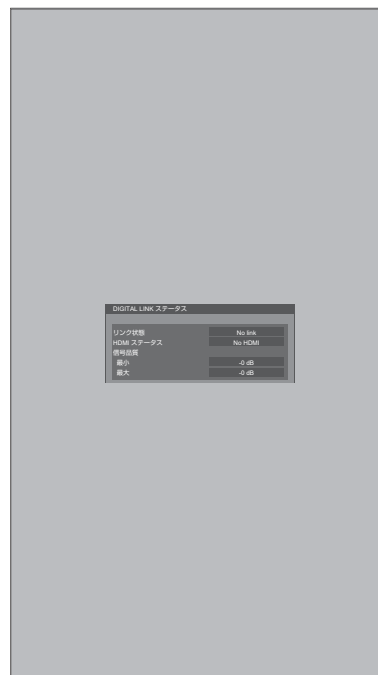 DIGITAL LINK ステータス
リンク状態 No link
HDMI ステータス No HDMI
信号品質
最小 -0 dB
最大 -0 dB